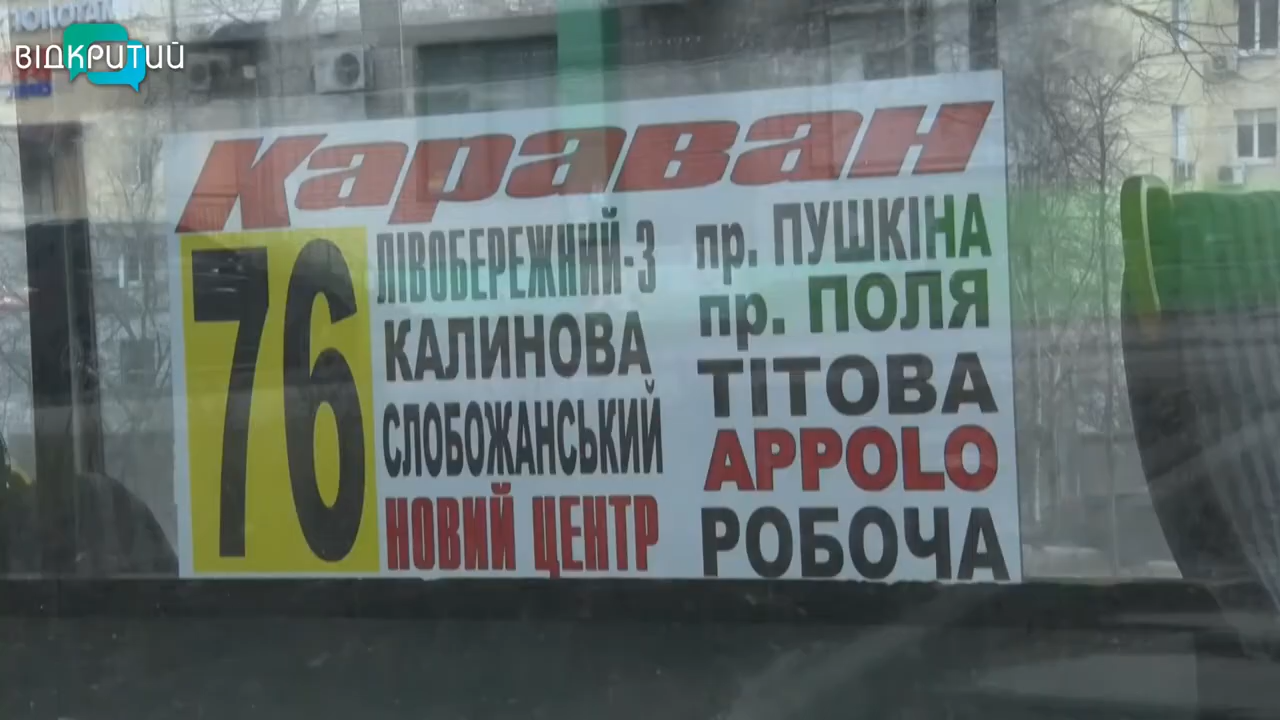 ВІДКРИТИЙ
Караван
76
ЛІВОБЕРЕЖНИЙ-3
КАЛИНОВА
СЛОБОЖАНСЬКИЙ
НОВИЙ ЦЕНТР
пр. ПУШКІНА
пр. ПОЛЯ
ТІТОВА
APPOLO
РОБОЧА